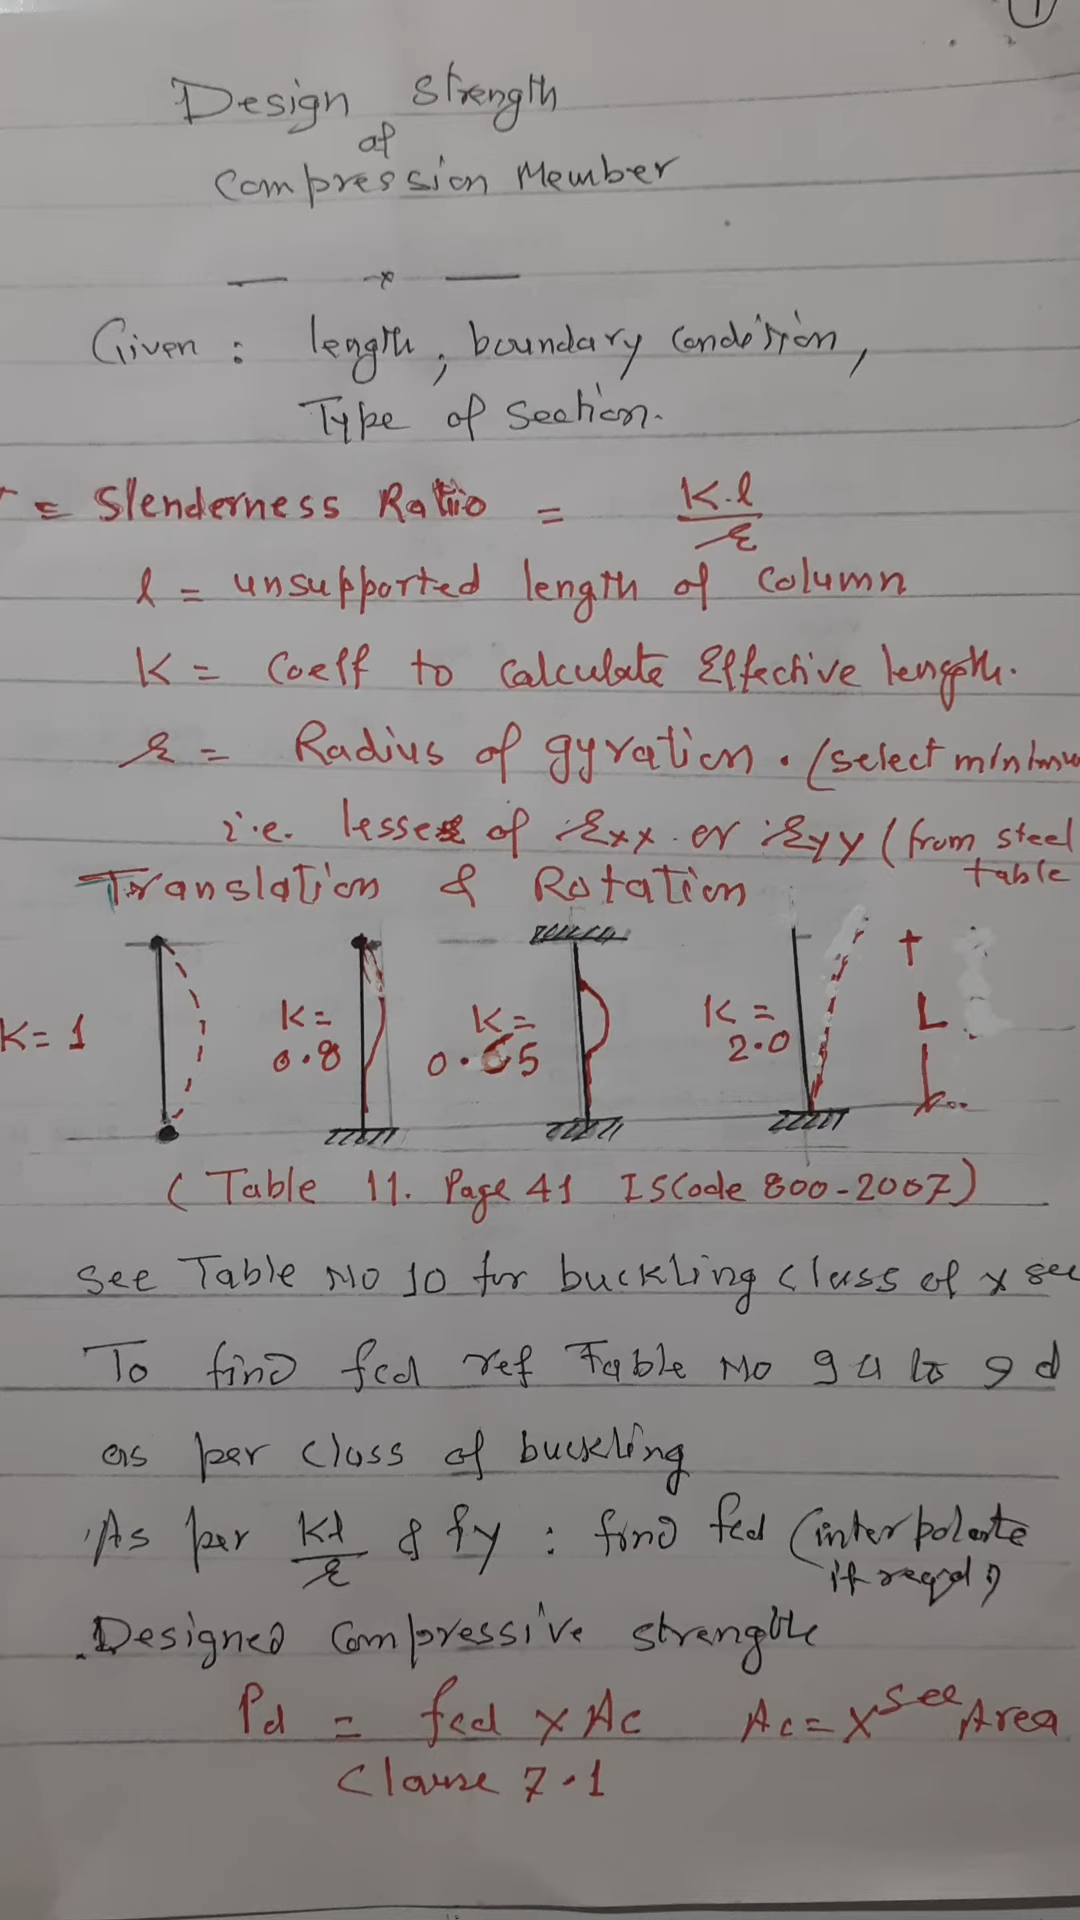 1
Design Strength
of
Compression Member
— x —
Given : length, boundary Condition,
Type of Section.
= Slenderness Ratio = K.l / r
l = unsupported length of column
K = Coeff to calculate Effective length.
r = Radius of gyration. (select minimu
i.e. lesser of rxx or ryy (from steel
table
Translation & Rotation
K= 1 K= 0.8 K= 0.65 K= 2.0
(Table 11. Page 41 IS Code 800-2007)
See Table No 10 for buckling class of x sec
To find fcd ref Table No 9a to 9d
as per class of buckling
As per Kl/r & fy : find fcd (interpolate
if reqd)
Designed compressive strength
Pd = fcd x Ac Ac = x sec Area
Clause 7.1